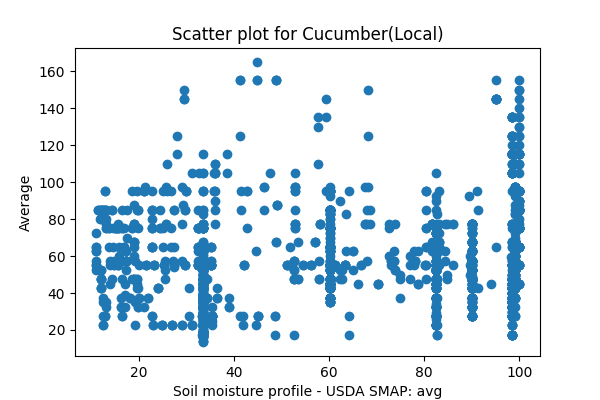 Scatter plot for Cucumber(Local)
160
140
120
100
80
60
40
20
Average
20 40 60 80 100
Soil moisture profile - USDA SMAP: avg